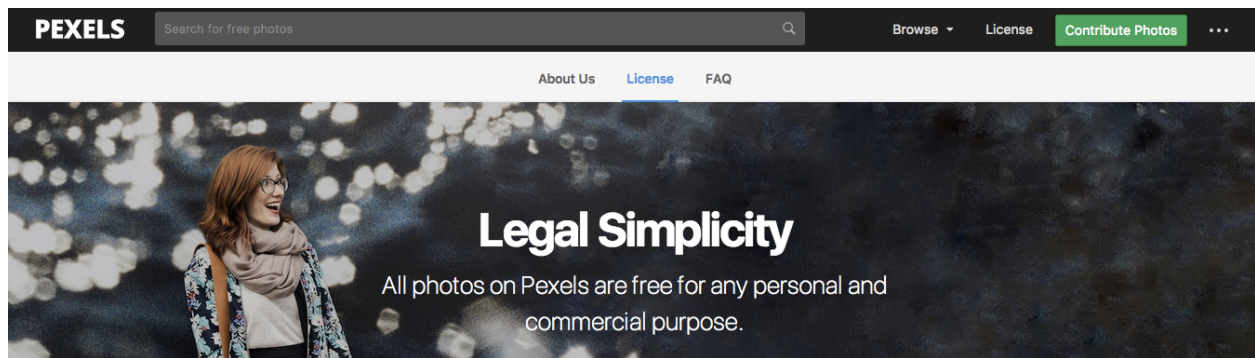 PEXELS
Search for free photos
Browse
License
Contribute Photos
About Us
License
FAQ
Legal Simplicity
All photos on Pexels are free for any personal and
commercial purpose.